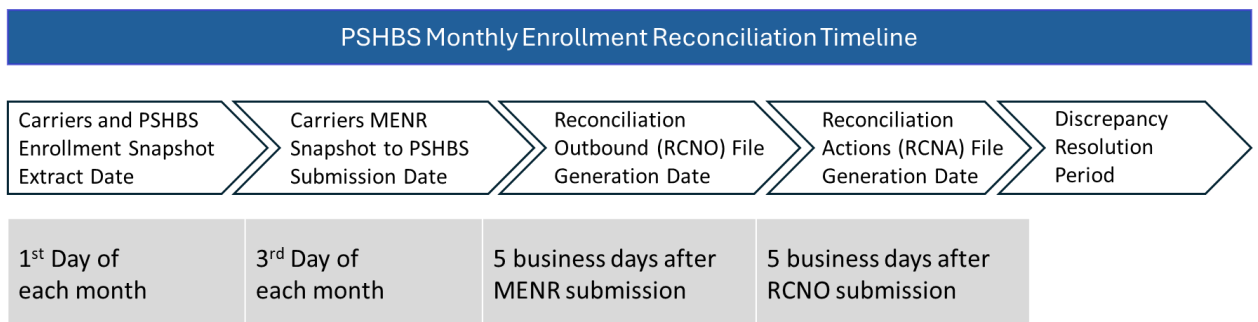 PSHBS Monthly Enrollment Reconciliation Timeline
Carriers and PSHBS
Enrollment Snapshot
Extract Date
Carriers MENR
Snapshot to PSHBS
Submission Date
Reconciliation
Outbound (RCNO) File
Generation Date
Reconciliation
Actions (RCNA) File
Generation Date
Discrepancy
Resolution
Period
1st Day of
each month
3rd Day of
each month
5 business days after
MENR submission
5 business days after
RCNO submission